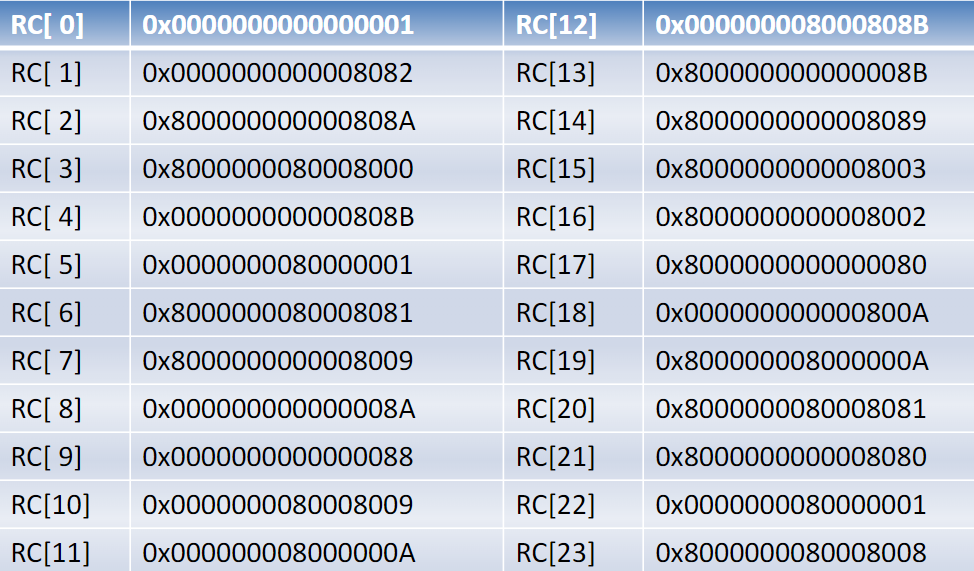 RC[ 0] 0x0000000000000001 RC[12] 0x000000008000808B
RC[ 1] 0x0000000000008082 RC[13] 0x800000000000008B
RC[ 2] 0x800000000000808A RC[14] 0x8000000000008089
RC[ 3] 0x8000000080008000 RC[15] 0x8000000000008003
RC[ 4] 0x000000000000808B RC[16] 0x8000000000008002
RC[ 5] 0x0000000080000001 RC[17] 0x8000000000000080
RC[ 6] 0x8000000080008081 RC[18] 0x000000000000800A
RC[ 7] 0x8000000000008009 RC[19] 0x800000008000000A
RC[ 8] 0x000000000000008A RC[20] 0x8000000080008081
RC[ 9] 0x0000000000000088 RC[21] 0x8000000000008080
RC[10] 0x0000000080008009 RC[22] 0x0000000080000001
RC[11] 0x000000008000000A RC[23] 0x8000000080008008